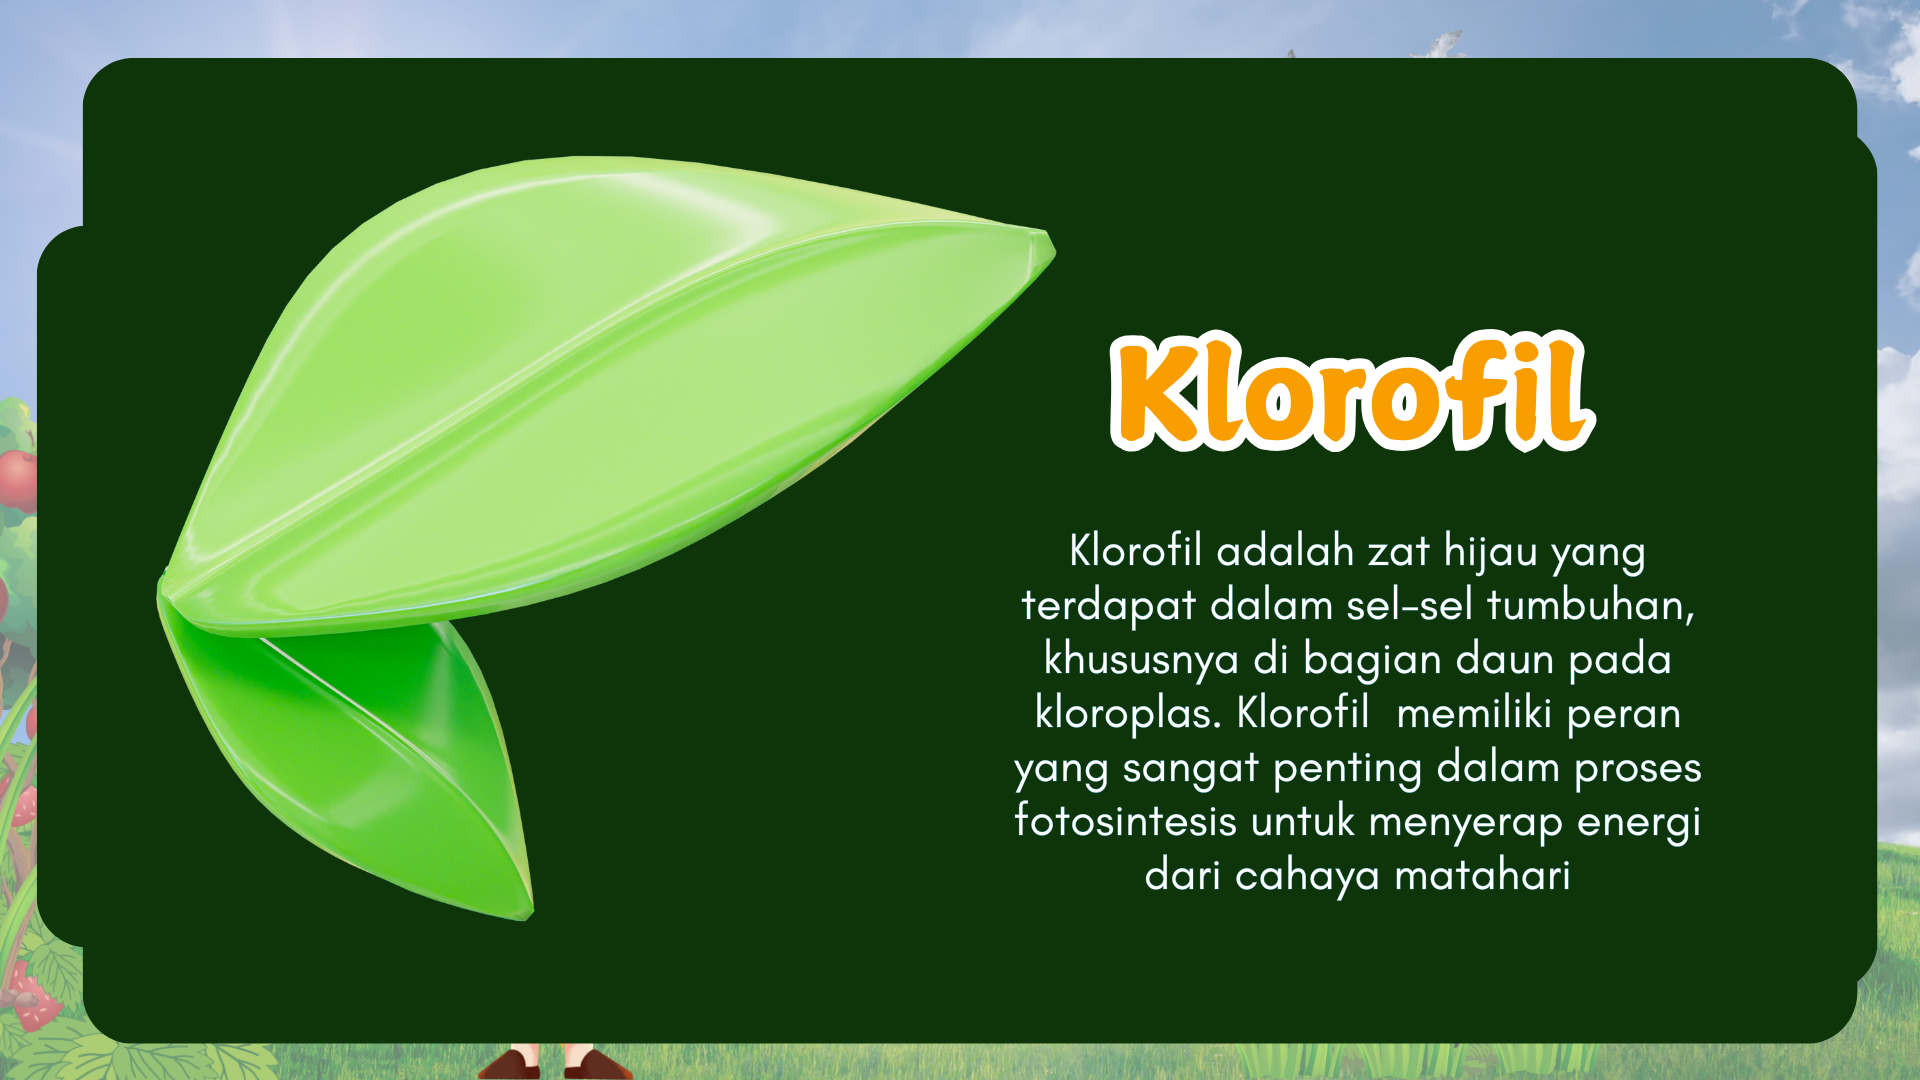 Klorofil
Klorofil adalah zat hijau yang
terdapat dalam sel-sel tumbuhan,
khususnya di bagian daun pada
kloroplas. Klorofil  memiliki peran
yang sangat penting dalam proses
fotosintesis untuk menyerap energi
dari cahaya matahari